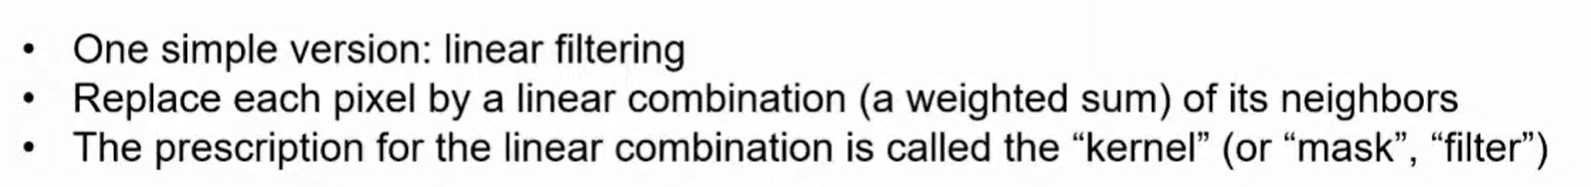 • One simple version: linear filtering
• Replace each pixel by a linear combination (a weighted sum) of its neighbors
• The prescription for the linear combination is called the “kernel” (or “mask”, “filter”)